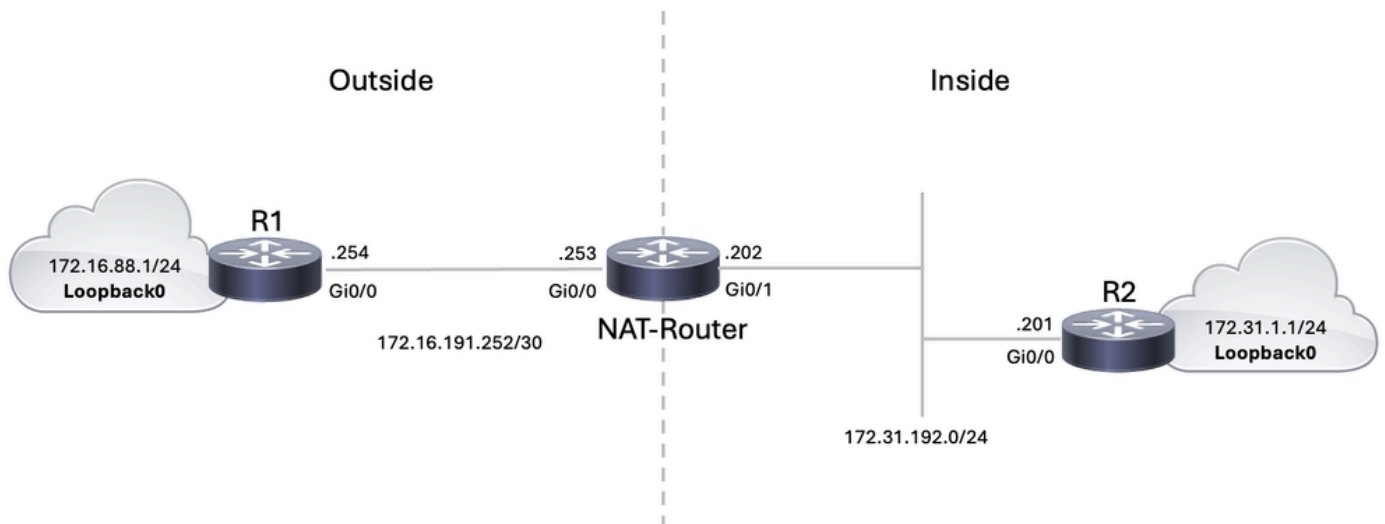 Outside
Inside
R1
172.16.88.1/24
Loopback0
.254
Gi0/0
.253
Gi0/0
.202
Gi0/1
172.16.191.252/30
NAT-Router
R2
.201
Gi0/0
172.31.1.1/24
Loopback0
172.31.192.0/24